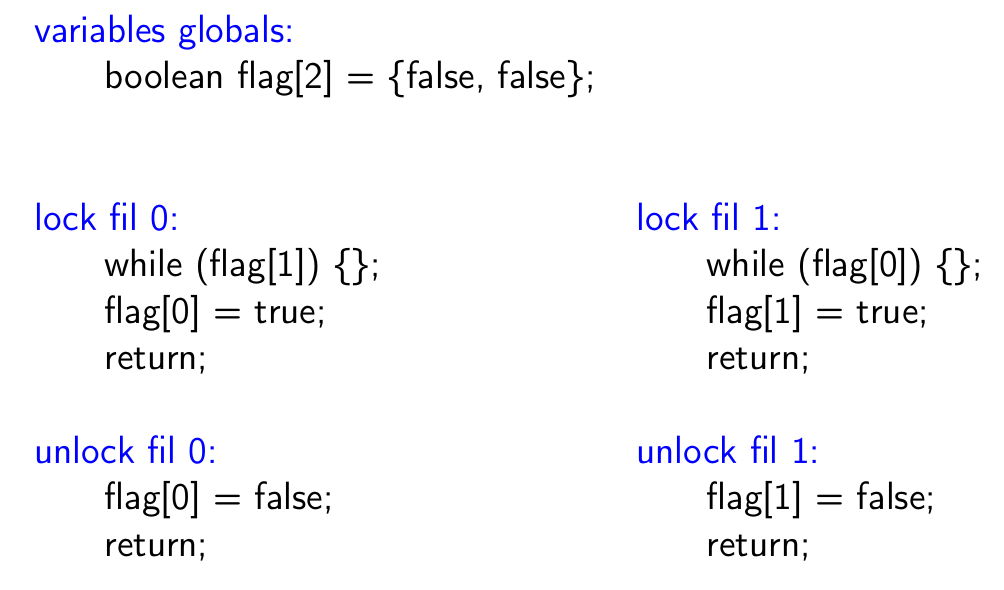 variables globals:
boolean flag[2] = {false, false};
lock fil 0:
while (flag[1]) {};
flag[0] = true;
return;
lock fil 1:
while (flag[0]) {};
flag[1] = true;
return;
unlock fil 0:
flag[0] = false;
return;
unlock fil 1:
flag[1] = false;
return;